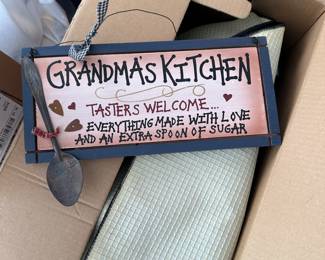 GRANDMA'S KITCHEN
TASTERS WELCOME...
EVERYTHING MADE WITH LOVE
AND AN EXTRA SPOON OF SUGAR